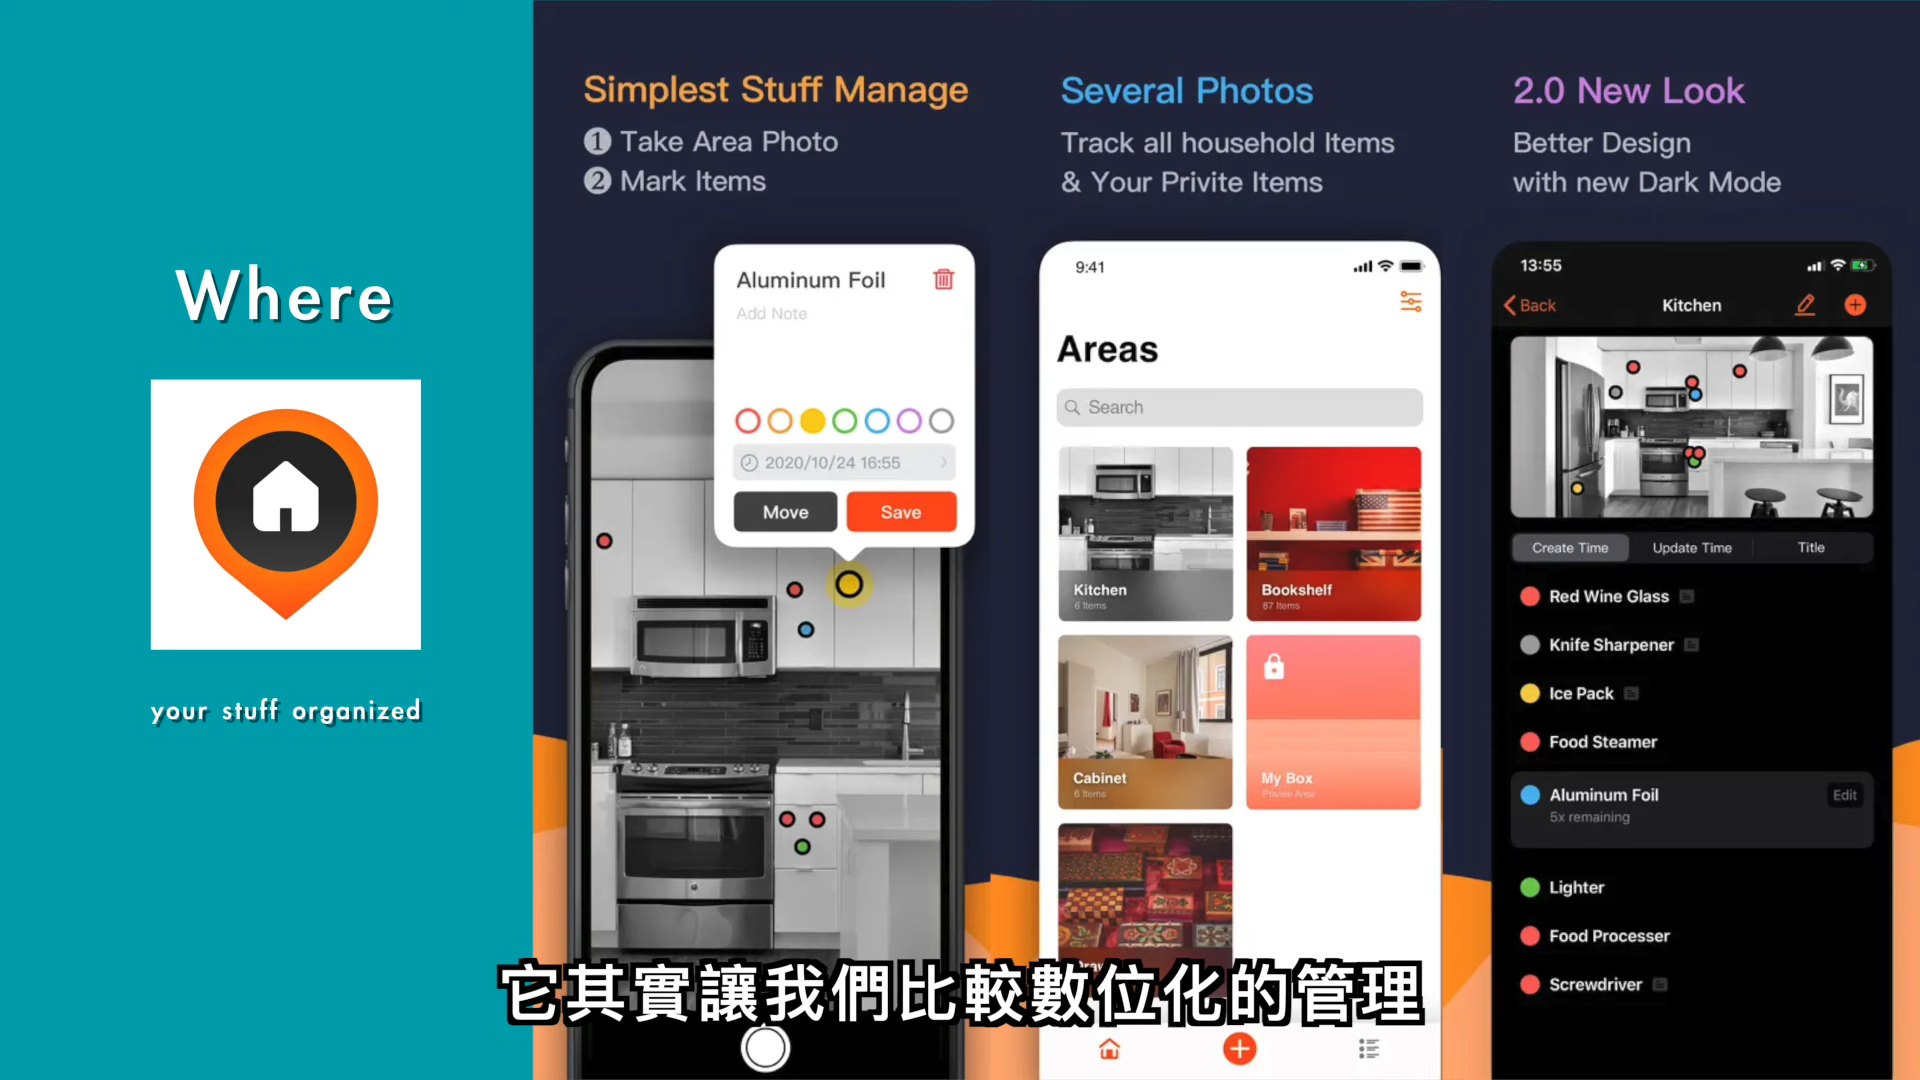 Where
your stuff organized
Simplest Stuff Manage
1 Take Area Photo
2 Mark Items
Aluminum Foil
Add Note
2020/10/24 16:55
Move
Save
Several Photos
Track all household Items
& Your Privite Items
9:41
Areas
Search
Kitchen
6 Items
Bookshelf
87 Items
Cabinet
6 Items
My Box
Private Area
2.0 New Look
Better Design
with new Dark Mode
13:55
Back
Kitchen
Create Time
Update Time
Title
Red Wine Glass
Knife Sharpener
Ice Pack
Food Steamer
Aluminum Foil
Edit
5x remaining
Lighter
Food Processer
Screwdriver
它其實讓我們比較數位化的管理